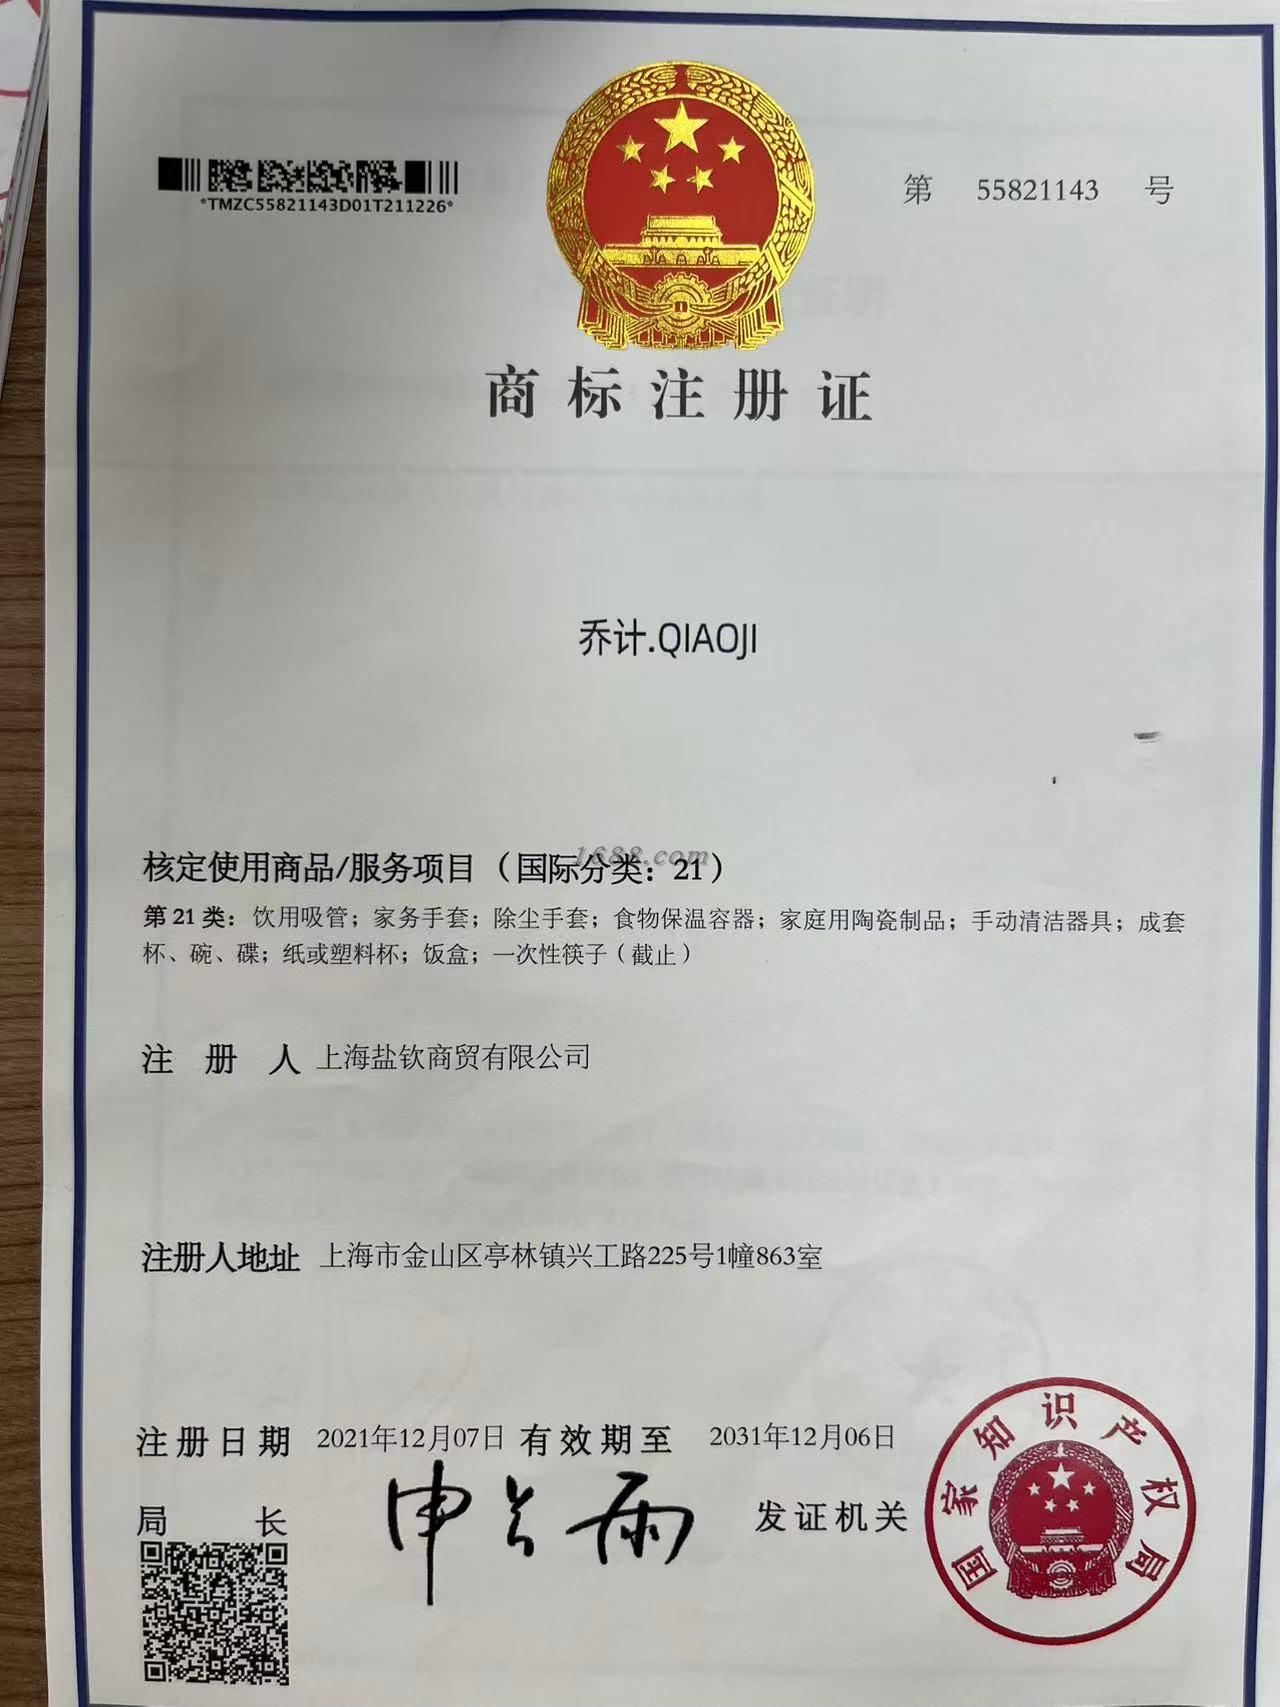 *TMZC55821143D01T211226*
第 55821143 号
商标注册证
乔计.QIAOJI
1688.com
核定使用商品/服务项目（国际分类：21）
第 21 类：饮用吸管；家务手套；除尘手套；食物保温容器；家庭用陶瓷制品；手动清洁器具；成套
杯、碗、碟；纸或塑料杯；饭盒；一次性筷子（截止）
注册人 上海盐钦商贸有限公司
注册人地址 上海市金山区亭林镇兴工路225号1幢863室
注册日期 2021年12月07日 有效期至 2031年12月06日
局长 申长雨 发证机关
国家知识产权局